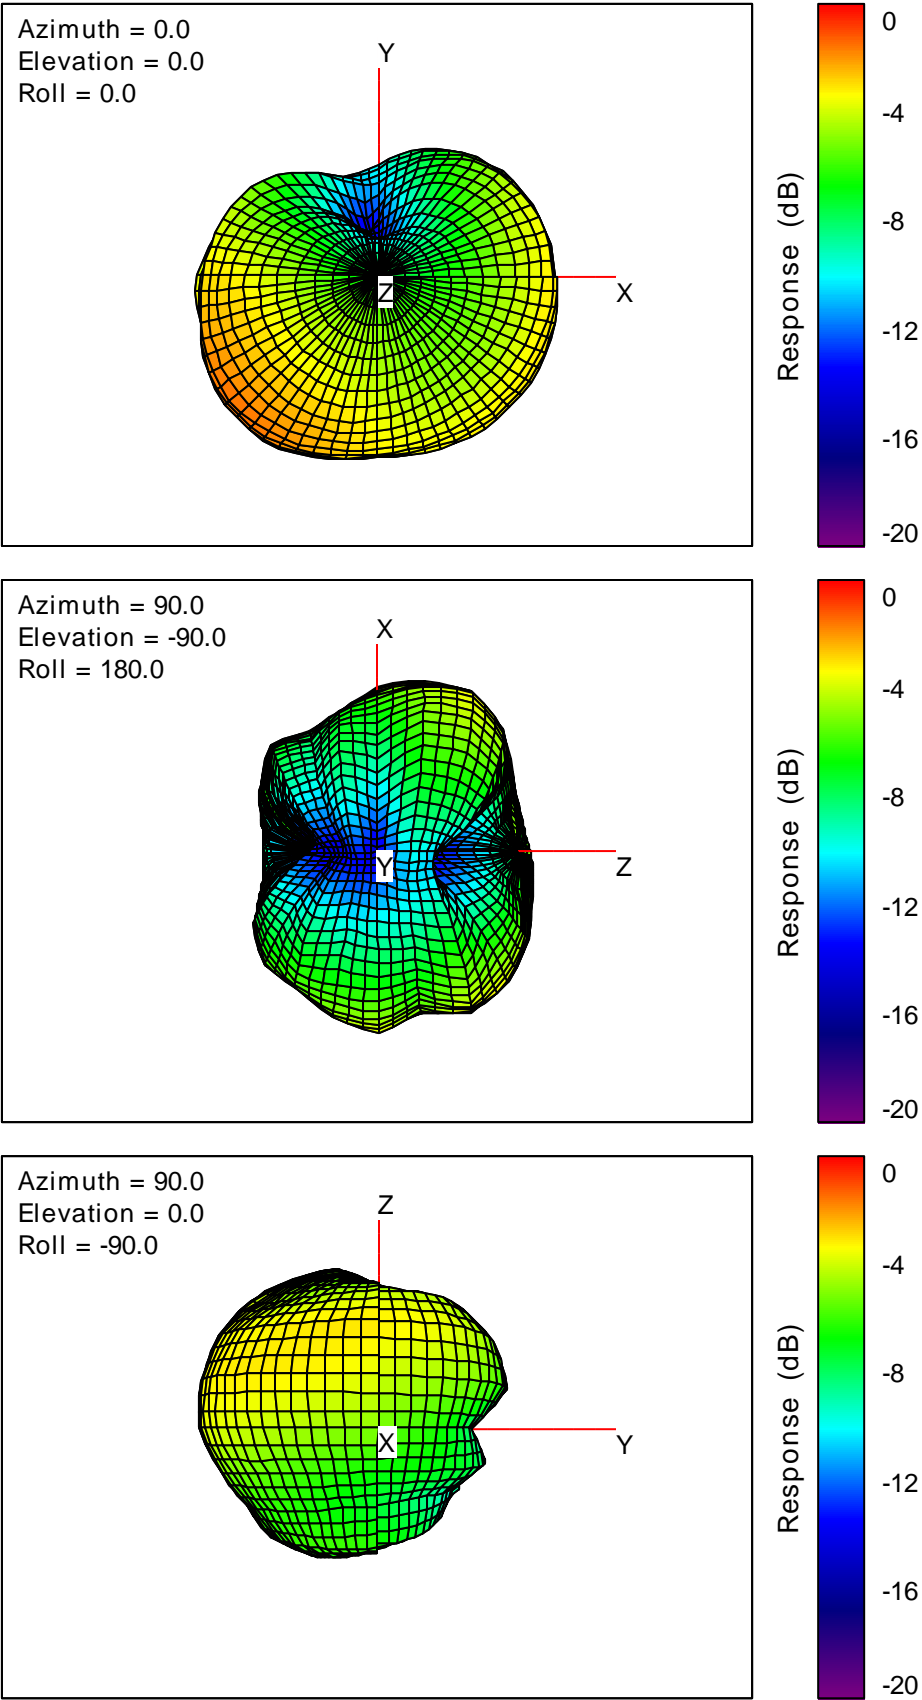 Azimuth = 0.0
Elevation = 0.0
Roll = 0.0
Y
X
Z
0
-4
-8
-12
-16
-20
Response (dB)
Azimuth = 90.0
Elevation = -90.0
Roll = 180.0
X
Y
Z
0
-4
-8
-12
-16
-20
Response (dB)
Azimuth = 90.0
Elevation = 0.0
Roll = -90.0
Z
X
Y
0
-4
-8
-12
-16
-20
Response (dB)